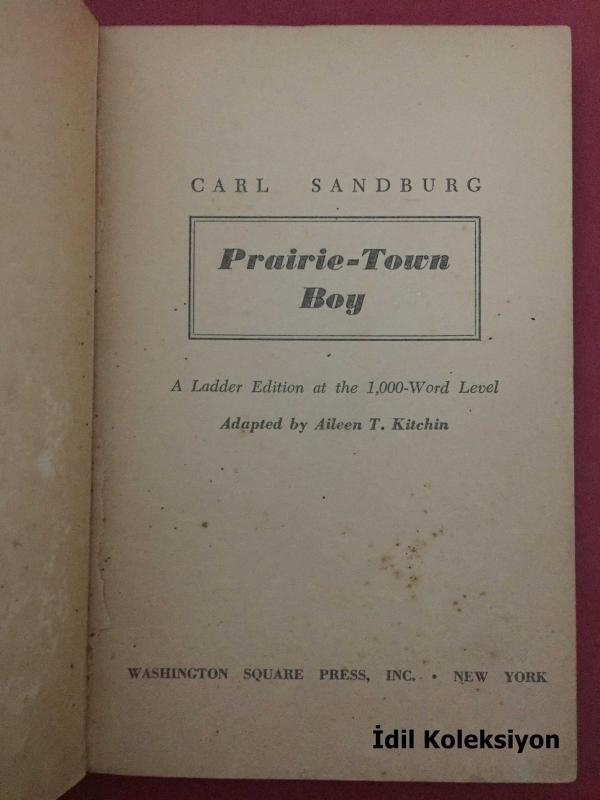 CARL SANDBURG
Prairie-Town
Boy
A Ladder Edition at the 1,000-Word Level
Adapted by Aileen T. Kitchin
WASHINGTON SQUARE PRESS, INC. • NEW YORK
İdil Koleksiyon